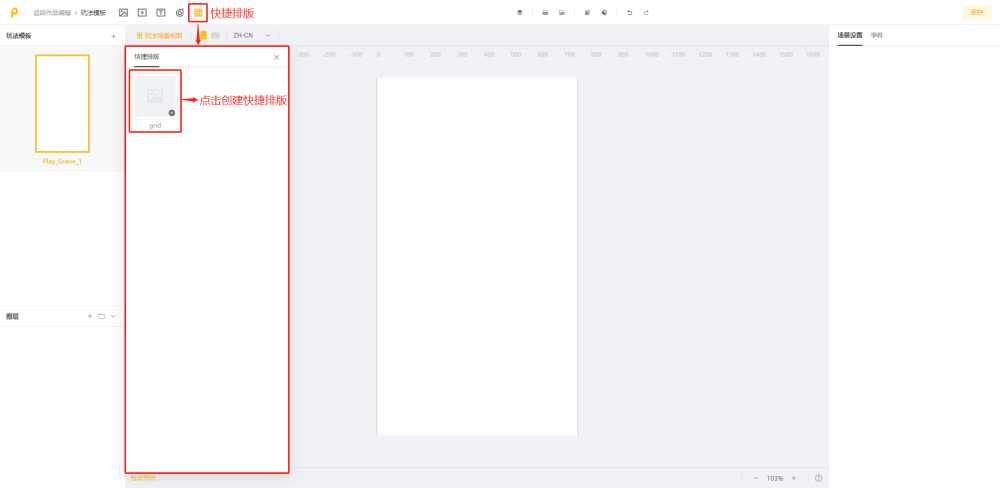 返回作品编辑 > 玩法模板
快捷排版
保存
玩法模板 +
玩法场景视图
ZH-CN
场景设置 事件
快捷排版
-300 -200 -100 0 100 200 300 400 500 600 700 800 900 1000 1100 1200 1300 1400 1500 1600
点击创建快捷排版
grid
Play_Scene_1
图层
103%